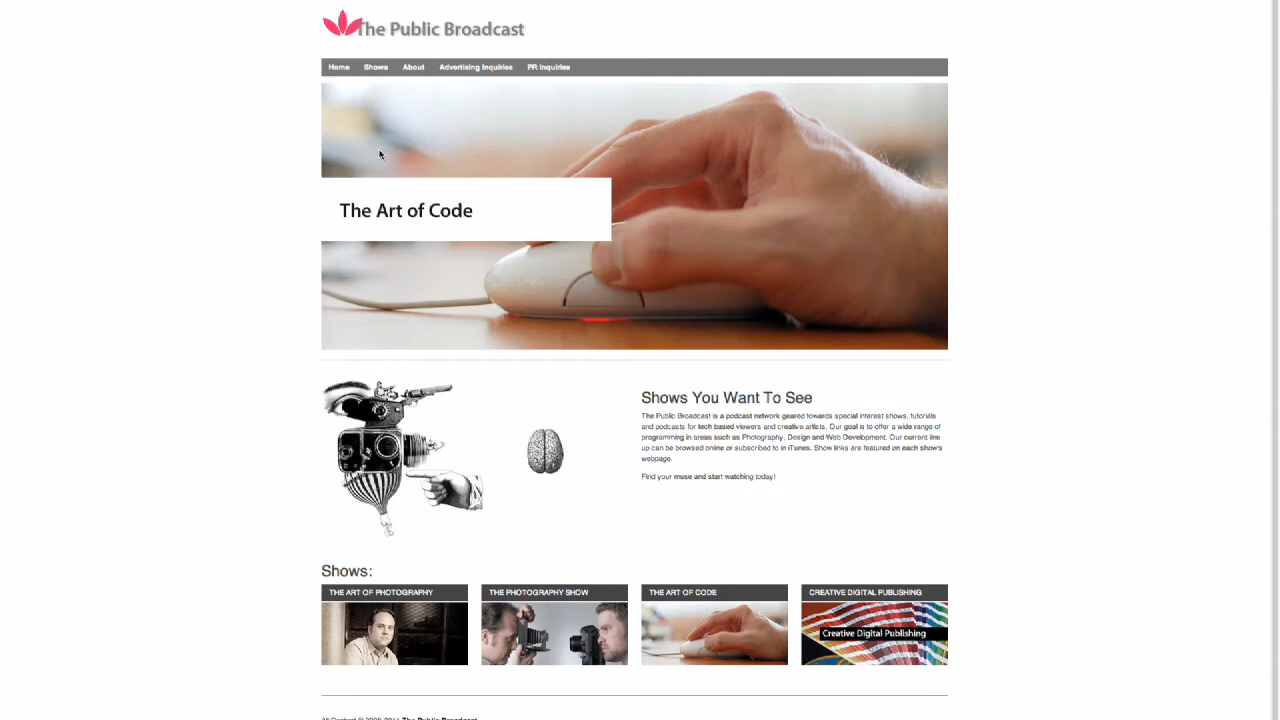 The Public Broadcast
Home Shows About Advertising Inquiries PR Inquiries
The Art of Code
Shows You Want To See
The Public Broadcast is a podcast network geared towards special interest shows, tutorials
and podcasts for tech based viewers and creative artists. Our goal is to offer a wide range of
programming in areas such as Photography, Design and Web Development. Our current line
up can be browsed online or subscribed to in iTunes. Show links are featured on each show's
webpage.
Find your muse and start watching today!
Shows:
THE ART OF PHOTOGRAPHY
THE PHOTOGRAPHY SHOW
THE ART OF CODE
CREATIVE DIGITAL PUBLISHING
Creative Digital Publishing
All Content © 2008-2011 The Public Broadcast